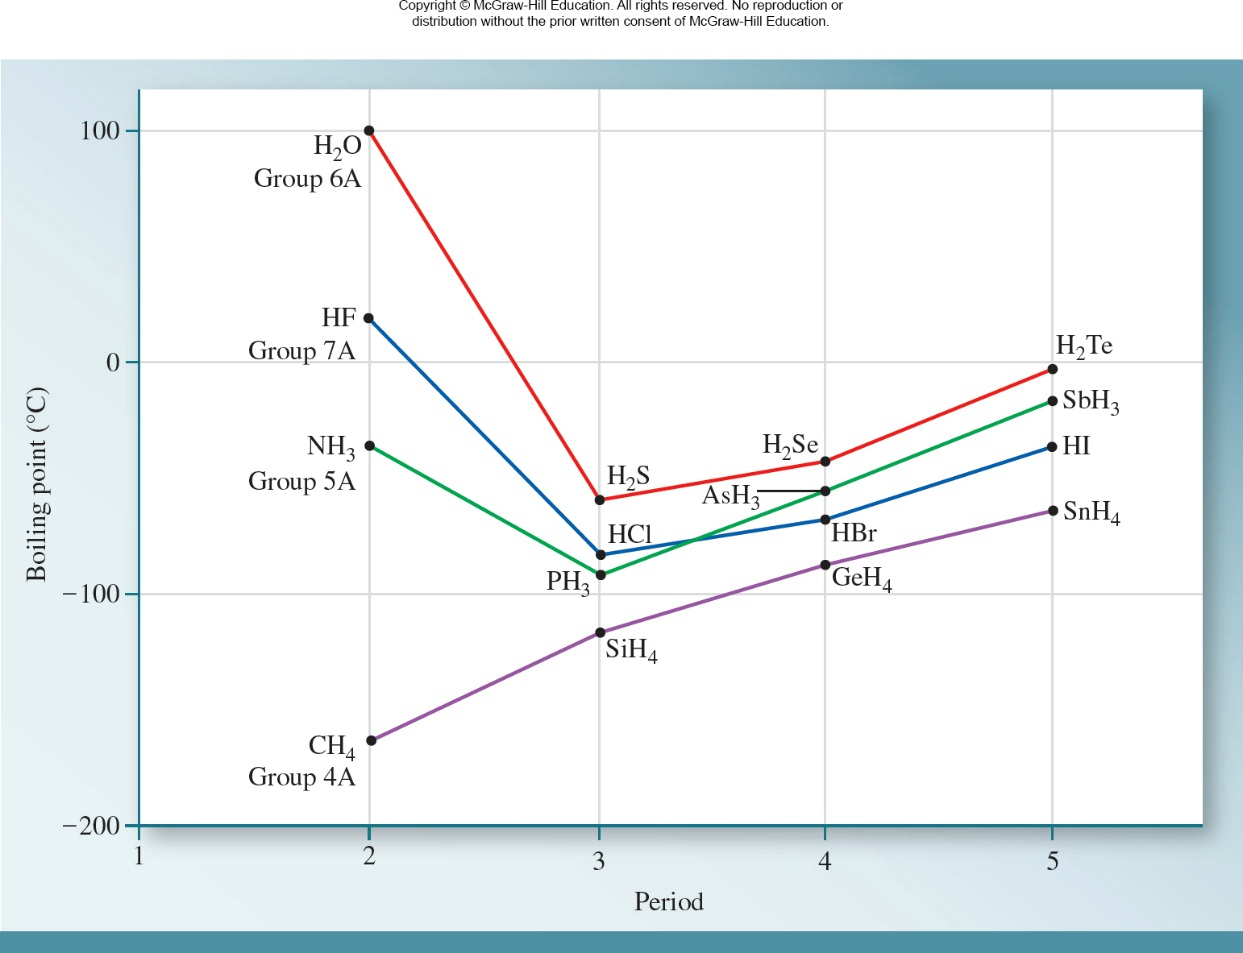 Copyright © McGraw-Hill Education. All rights reserved. No reproduction or
distribution without the prior written consent of McGraw-Hill Education.
100
H₂O
Group 6A
HF
Group 7A
0
H₂Te
SbH₃
NH₃
Group 5A
H₂Se
HI
H₂S
AsH₃
SnH₄
HCl
HBr
PH₃
GeH₄
−100
SiH₄
CH₄
Group 4A
−200
Boiling point (°C)
1
2
3
4
5
Period